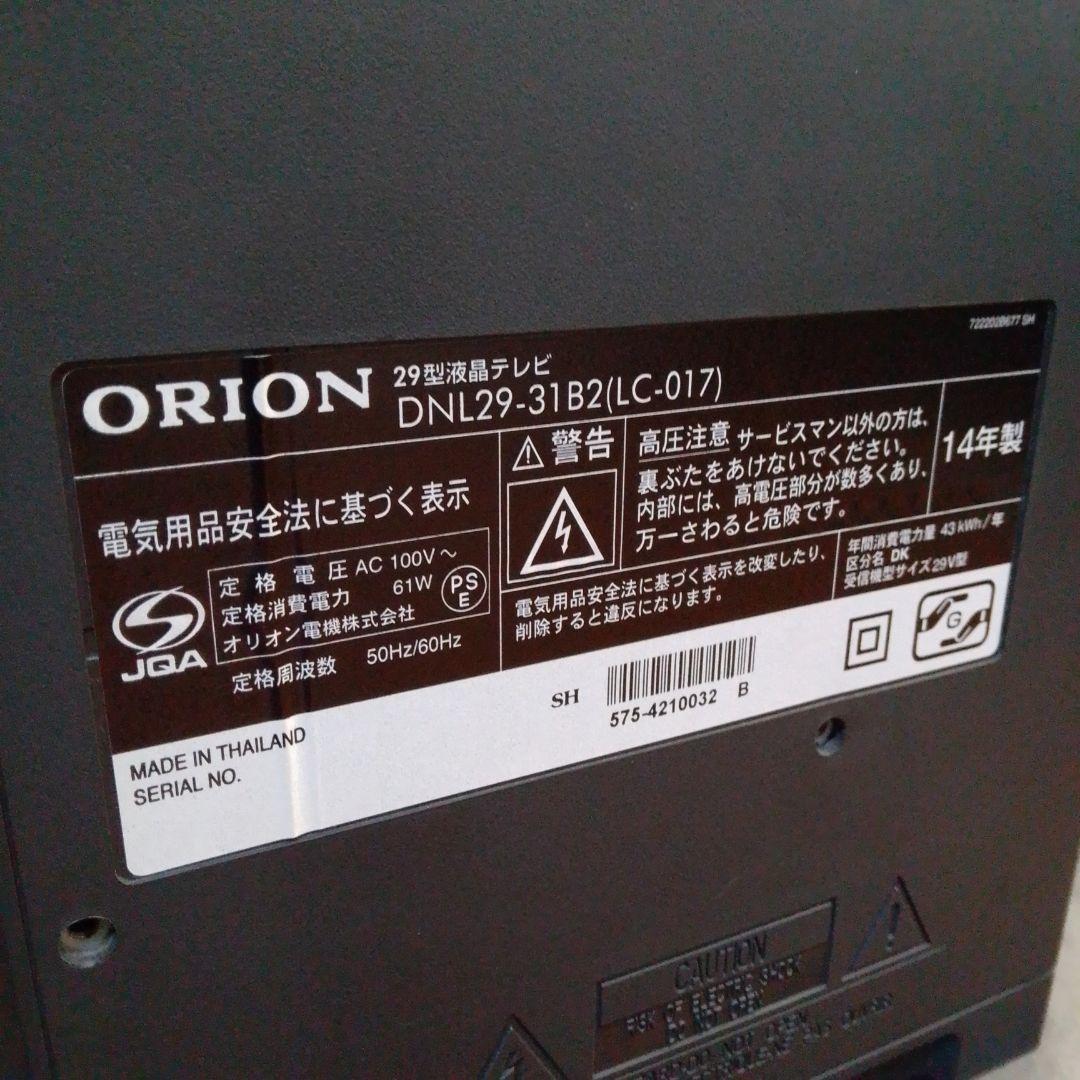 722202B677 SH
ORION
29型液晶テレビ
DNL29-31B2(LC-017)
電気用品安全法に基づく表示
定格電圧 AC 100V～
定格消費電力 61W
オリオン電機株式会社
PS
E
JQA
定格周波数 50Hz/60Hz
警告
高圧注意 サービスマン以外の方は、
裏ぶたをあけないでください。
内部には、高電圧部分が数多くあり、
万一さわると危険です。
14年製
電気用品安全法に基づく表示を改変したり、
削除すると違反になります。
年間消費電力量 43 kWh/年
区分名 DK
受信機型サイズ 29V型
G
SH
575-4210032 B
MADE IN THAILAND
SERIAL NO.
CAUTION
RISK OF ELECTRIC SHOCK
DO NOT OPEN